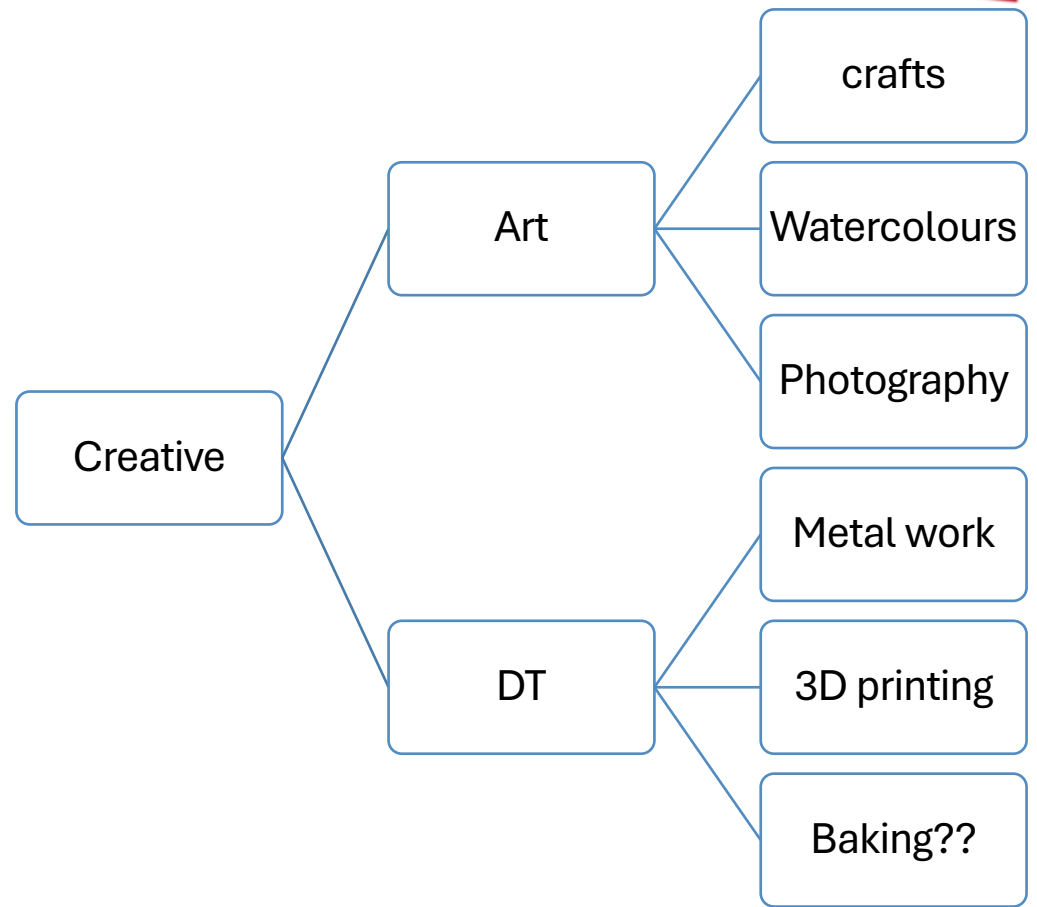 Creative
Art
crafts
Watercolours
Photography
DT
Metal work
3D printing
Baking??